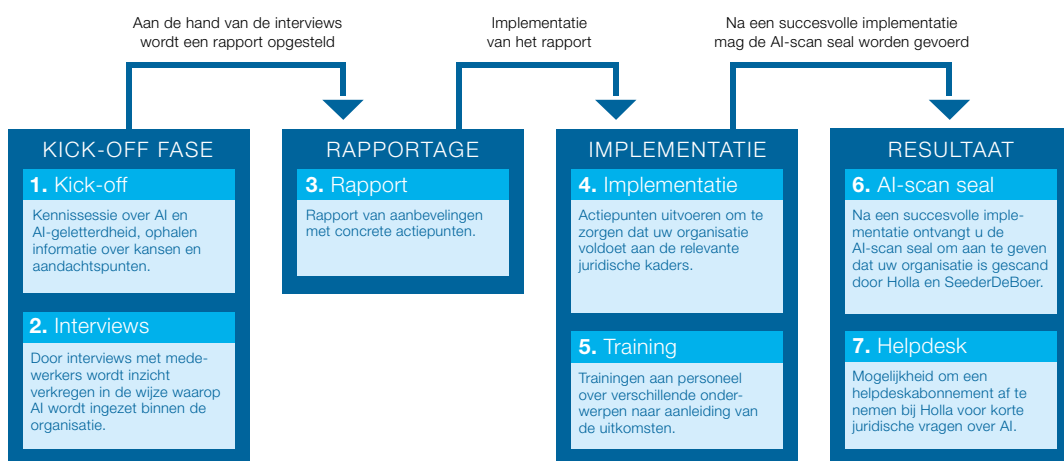 Aan de hand van de interviews
wordt een rapport opgesteld
Implementatie
van het rapport
Na een succesvolle implementatie
mag de AI-scan seal worden gevoerd
KICK-OFF FASE
1. Kick-off
Kennissessie over AI en
AI-geletterdheid, ophalen
informatie over kansen en
aandachtspunten.
2. Interviews
Door interviews met mede-
werkers wordt inzicht
verkregen in de wijze waarop
AI wordt ingezet binnen de
organisatie.
RAPPORTAGE
3. Rapport
Rapport van aanbevelingen
met concrete actiepunten.
IMPLEMENTATIE
4. Implementatie
Actiepunten uitvoeren om te
zorgen dat uw organisatie
voldoet aan de relevante
juridische kaders.
5. Training
Trainingen aan personeel
over verschillende onder-
werpen naar aanleiding van
de uitkomsten.
RESULTAAT
6. AI-scan seal
Na een succesvolle imple-
mentatie ontvangt u de
AI-scan seal om aan te geven
dat uw organisatie is gescand
door Holla en SeederDeBoer.
7. Helpdesk
Mogelijkheid om een
helpdeskabonnement af te
nemen bij Holla voor korte
juridische vragen over AI.